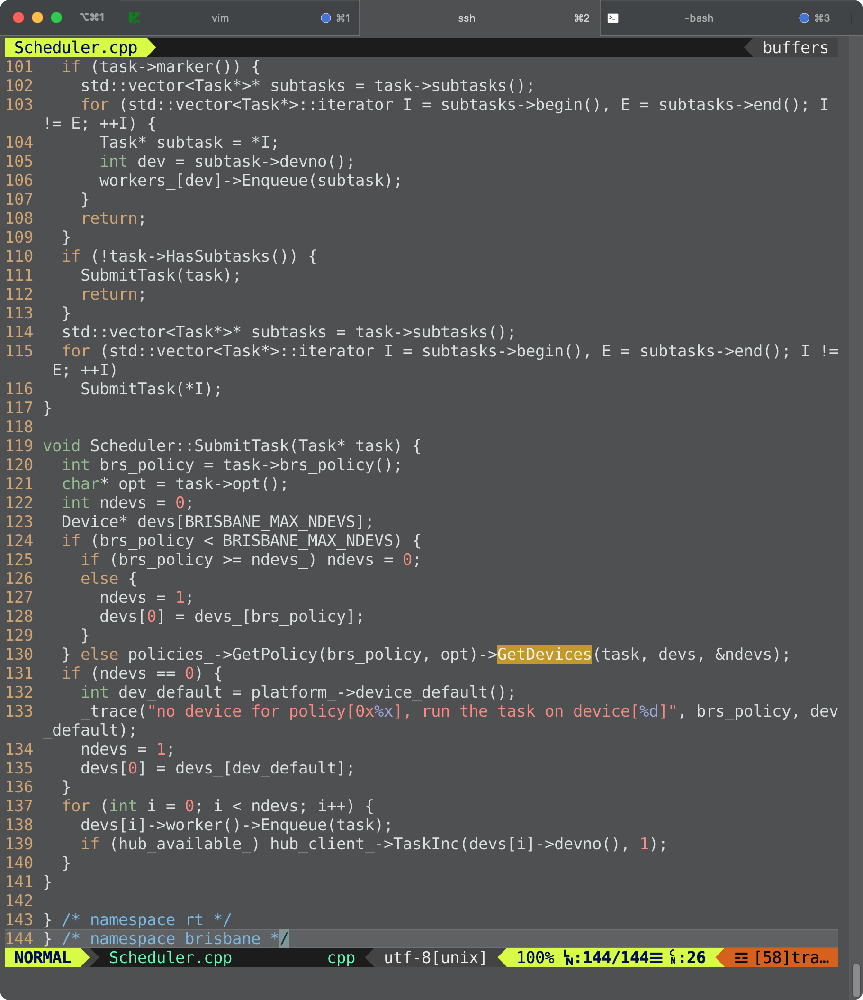 ⌥⌘1 vim ⌘1 ssh ⌘2 -bash ⌘3 +
Scheduler.cpp buffers
101   if (task->marker()) {
102     std::vector<Task*>* subtasks = task->subtasks();
103     for (std::vector<Task*>::iterator I = subtasks->begin(), E = subtasks->end(); I
!= E; ++I) {
104       Task* subtask = *I;
105       int dev = subtask->devno();
106       workers_[dev]->Enqueue(subtask);
107     }
108     return;
109   }
110   if (!task->HasSubtasks()) {
111     SubmitTask(task);
112     return;
113   }
114   std::vector<Task*>* subtasks = task->subtasks();
115   for (std::vector<Task*>::iterator I = subtasks->begin(), E = subtasks->end(); I !=
 E; ++I)
116     SubmitTask(*I);
117 }
118
119 void Scheduler::SubmitTask(Task* task) {
120   int brs_policy = task->brs_policy();
121   char* opt = task->opt();
122   int ndevs = 0;
123   Device* devs[BRISBANE_MAX_NDEVS];
124   if (brs_policy < BRISBANE_MAX_NDEVS) {
125     if (brs_policy >= ndevs_) ndevs = 0;
126     else {
127       ndevs = 1;
128       devs[0] = devs_[brs_policy];
129     }
130   } else policies_->GetPolicy(brs_policy, opt)->GetDevices(task, devs, &ndevs);
131   if (ndevs == 0) {
132     int dev_default = platform_->device_default();
133     _trace("no device for policy[0x%x], run the task on device[%d]", brs_policy, dev
_default);
134     ndevs = 1;
135     devs[0] = devs_[dev_default];
136   }
137   for (int i = 0; i < ndevs; i++) {
138     devs[i]->worker()->Enqueue(task);
139     if (hub_available_) hub_client_->TaskInc(devs[i]->devno(), 1);
140   }
141 }
142
143 } /* namespace rt */
144 } /* namespace brisbane */
NORMAL Scheduler.cpp cpp utf-8[unix] 100% ␤:144/144☰ ℅:26 ☲ [58]tra…